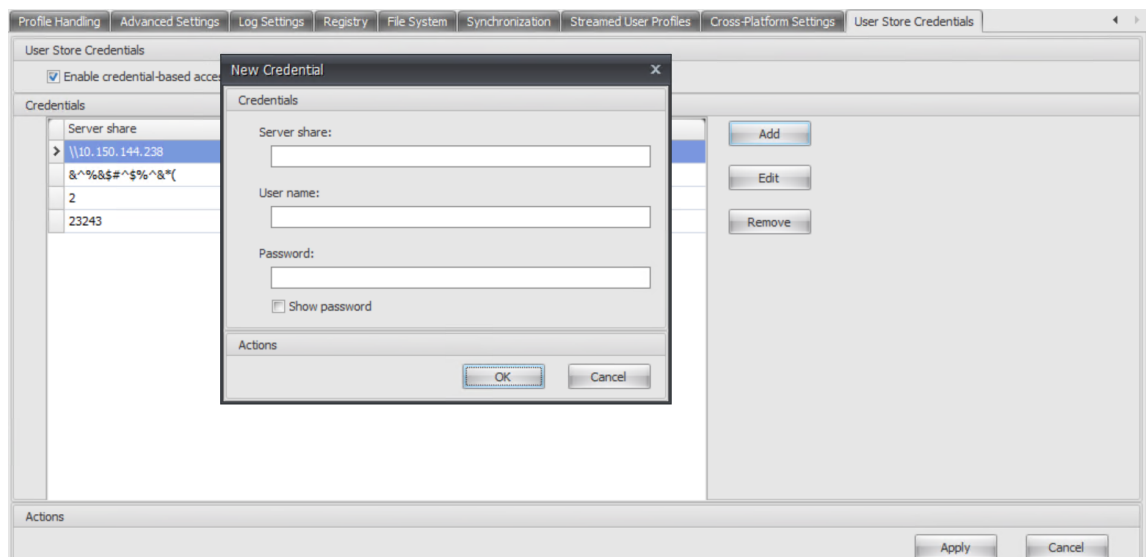 Profile Handling Advanced Settings Log Settings Registry File System Synchronization Streamed User Profiles Cross-Platform Settings User Store Credentials
User Store Credentials
Enable credential-based acce
Credentials
Server share
\\10.150.144.238
&^%&$#^$%^&*(
2
23243
Add
Edit
Remove
New Credential
Credentials
Server share:
User name:
Password:
Show password
Actions
OK Cancel
Actions
Apply Cancel